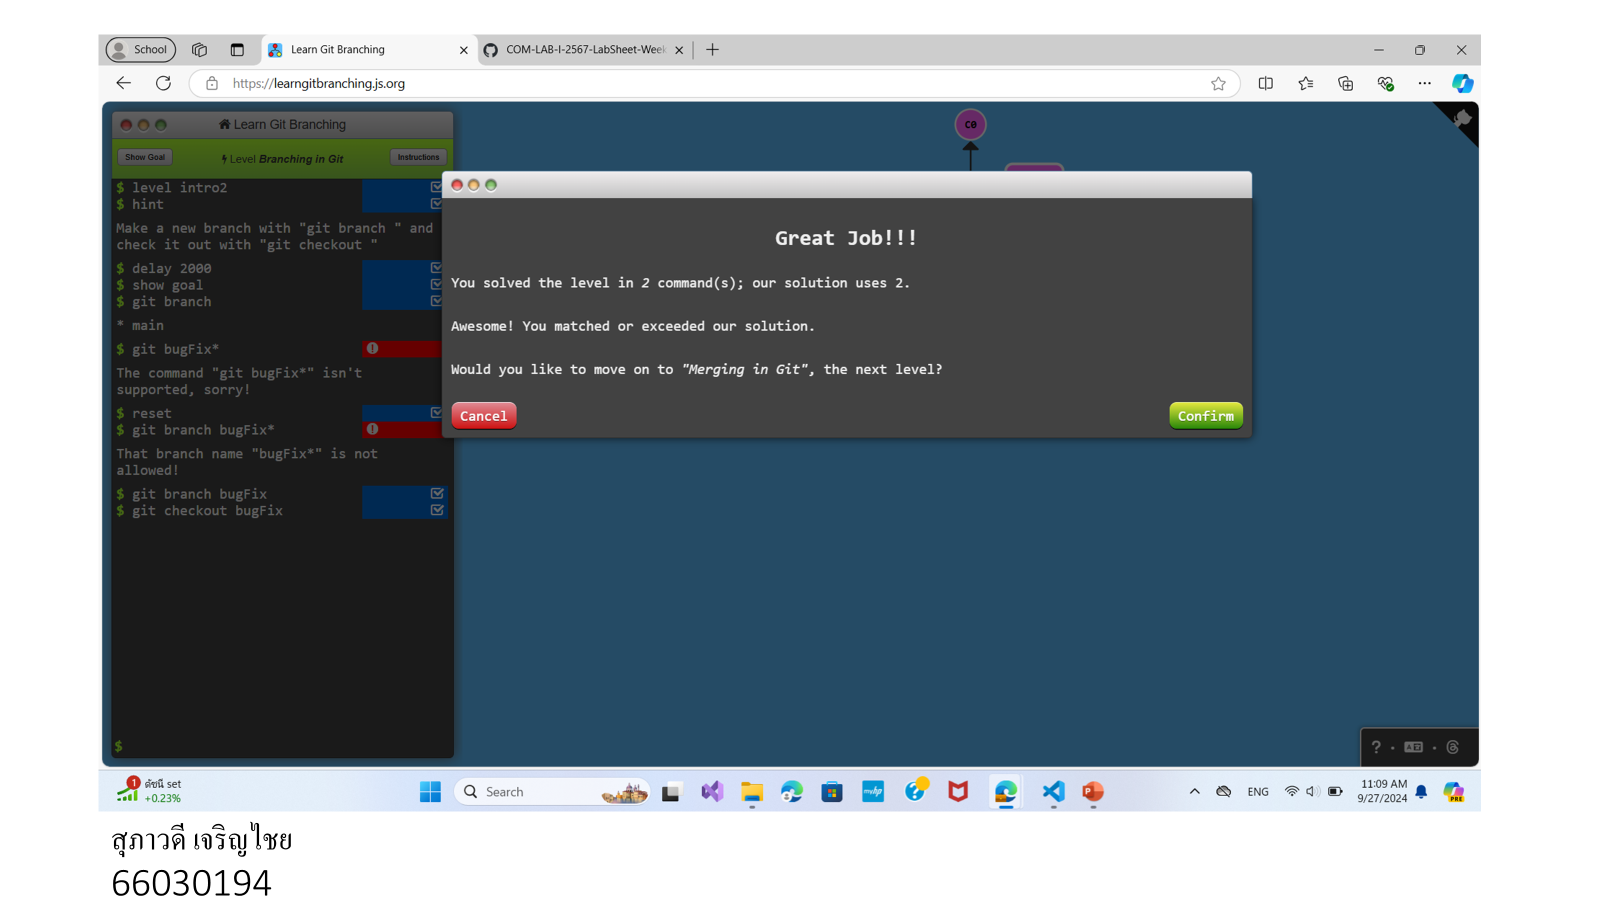 School
Learn Git Branching
COM-LAB-I-2567-LabSheet-Week
https://learngitbranching.js.org
Learn Git Branching
Show Goal
Level Branching in Git
Instructions
c0
$ level intro2
$ hint
Make a new branch with "git branch " and
check it out with "git checkout "
$ delay 2000
$ show goal
$ git branch
* main
$ git bugFix*
The command "git bugFix*" isn't
supported, sorry!
$ reset
$ git branch bugFix*
That branch name "bugFix*" is not
allowed!
$ git branch bugFix
$ git checkout bugFix
$
Great Job!!!
You solved the level in 2 command(s); our solution uses 2.
Awesome! You matched or exceeded our solution.
Would you like to move on to "Merging in Git", the next level?
Cancel
Confirm
?
1
ดัชนี set
+0.23%
Search
myhp
ENG
11:09 AM
9/27/2024
PRE
สุภาวดี เจริญไชย
66030194